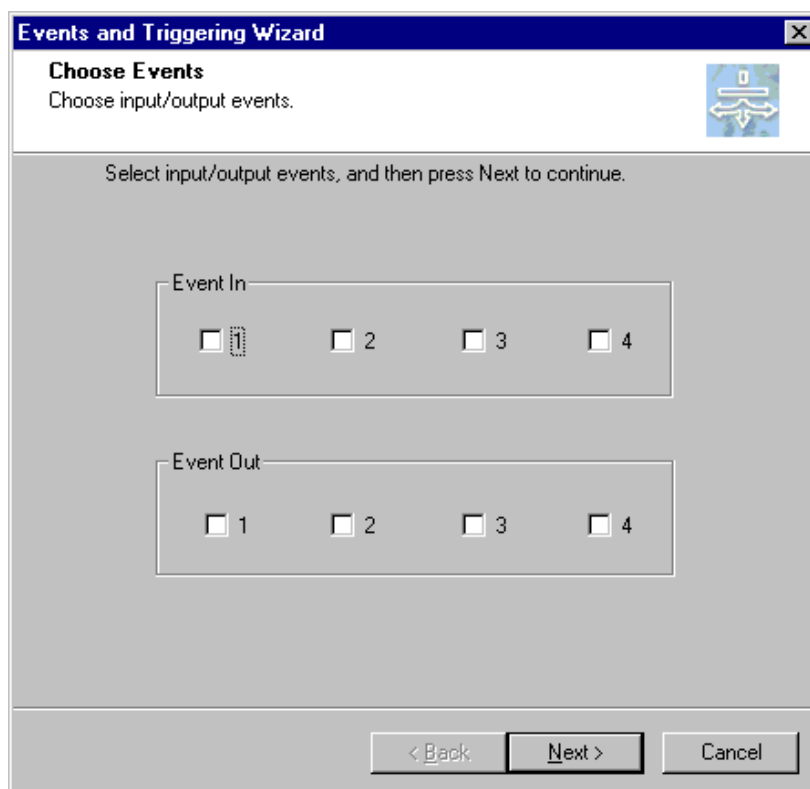 Events and Triggering Wizard
Choose Events
Choose input/output events.
Select input/output events, and then press Next to continue.
Event In
1 2 3 4
Event Out
1 2 3 4
< Back Next > Cancel